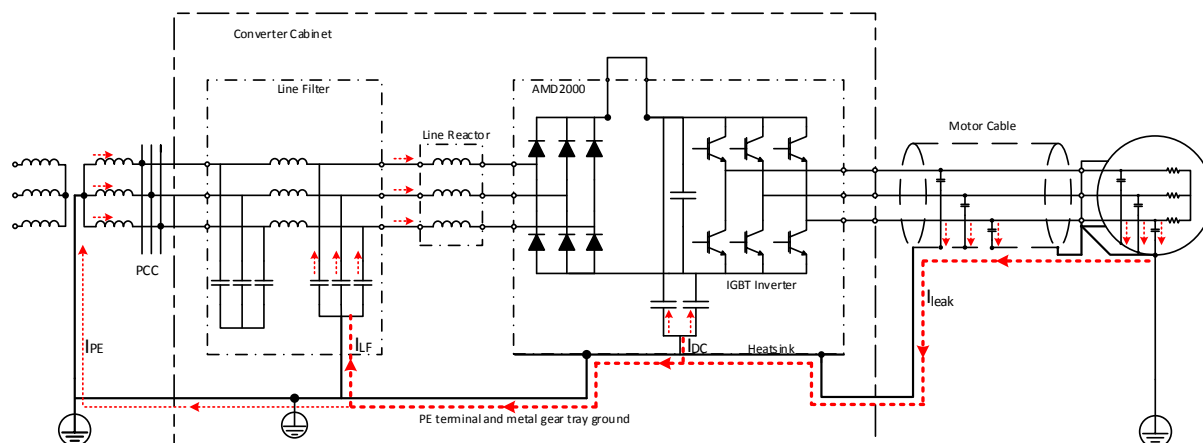 Converter Cabinet
Line Filter
AMD2000
Line Reactor
Motor Cable
PCC
IGBT Inverter
Ileak
IPE
ILF
IDC
Heatsink
PE terminal and metal gear tray ground